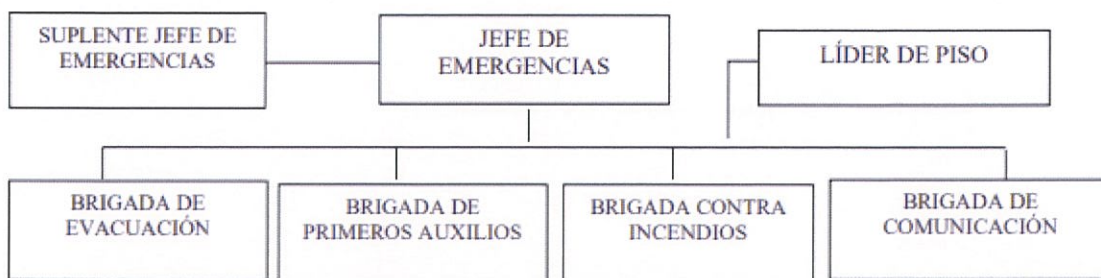 SUPLENTE JEFE DE
EMERGENCIAS
JEFE DE
EMERGENCIAS
LÍDER DE PISO
BRIGADA DE
EVACUACIÓN
BRIGADA DE
PRIMEROS AUXILIOS
BRIGADA CONTRA
INCENDIOS
BRIGADA DE
COMUNICACIÓN